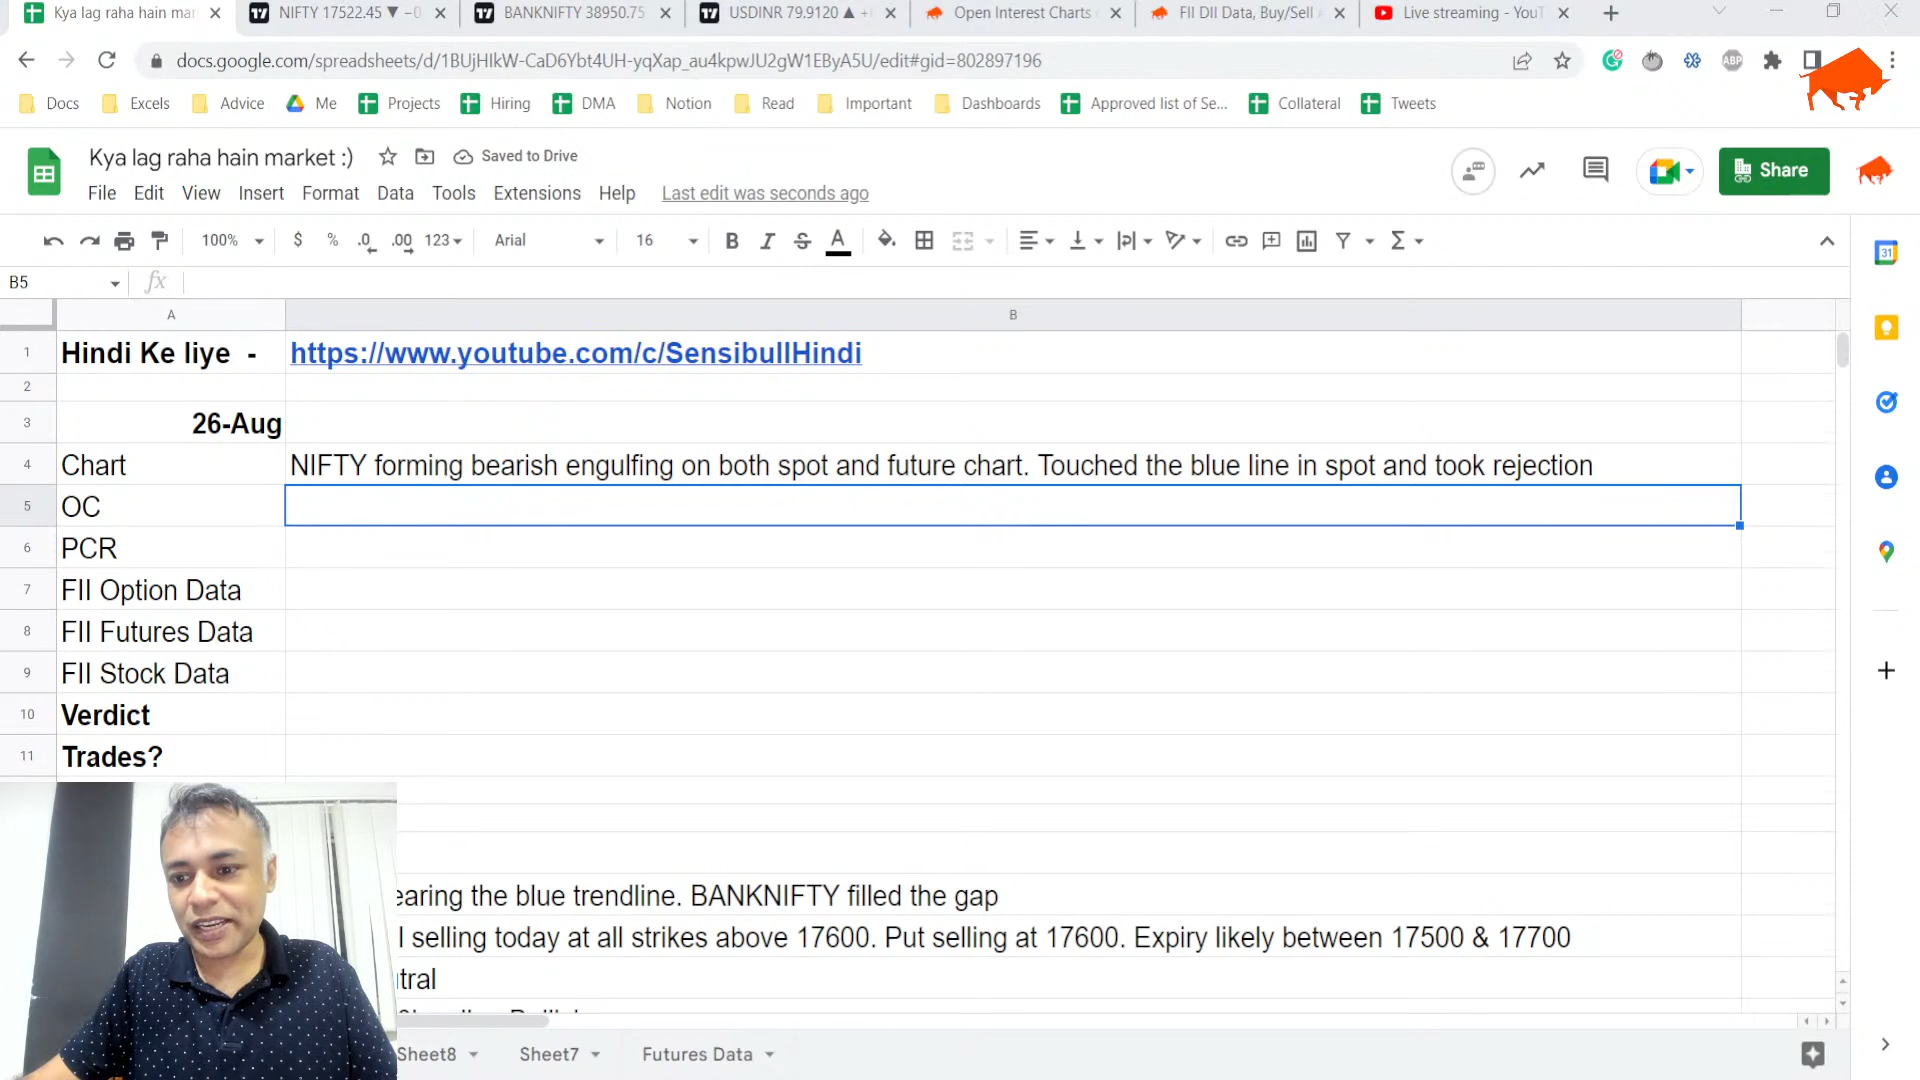 Kya lag raha hain mar
NIFTY 17522.45 ▼ −0
BANKNIFTY 38950.75
USDINR 79.9120 ▲ +
Open Interest Charts
FII DII Data, Buy/Sell
Live streaming - YouT
docs.google.com/spreadsheets/d/1BUjHIkW-CaD6Ybt4UH-yqXap_au4kpwJU2gW1EByA5U/edit#gid=802897196
ABP
Docs
Excels
Advice
Me
Projects
Hiring
DMA
Notion
Read
Important
Dashboards
Approved list of Se...
Collateral
Tweets
Kya lag raha hain market :)
Saved to Drive
File Edit View Insert Format Data Tools Extensions Help
Last edit was seconds ago
Share
100% $ % .0 .00 123 Arial 16 B I S A Σ
31
B5 fx
A B
1 Hindi Ke liye - https://www.youtube.com/c/SensibullHindi
2
3 26-Aug
4 Chart NIFTY forming bearish engulfing on both spot and future chart. Touched the blue line in spot and took rejection
5 OC
6 PCR
7 FII Option Data
8 FII Futures Data
9 FII Stock Data
10 Verdict
11 Trades?
earing the blue trendline. BANKNIFTY filled the gap
l selling today at all strikes above 17600. Put selling at 17600. Expiry likely between 17500 & 17700
tral
Sheet8
Sheet7
Futures Data